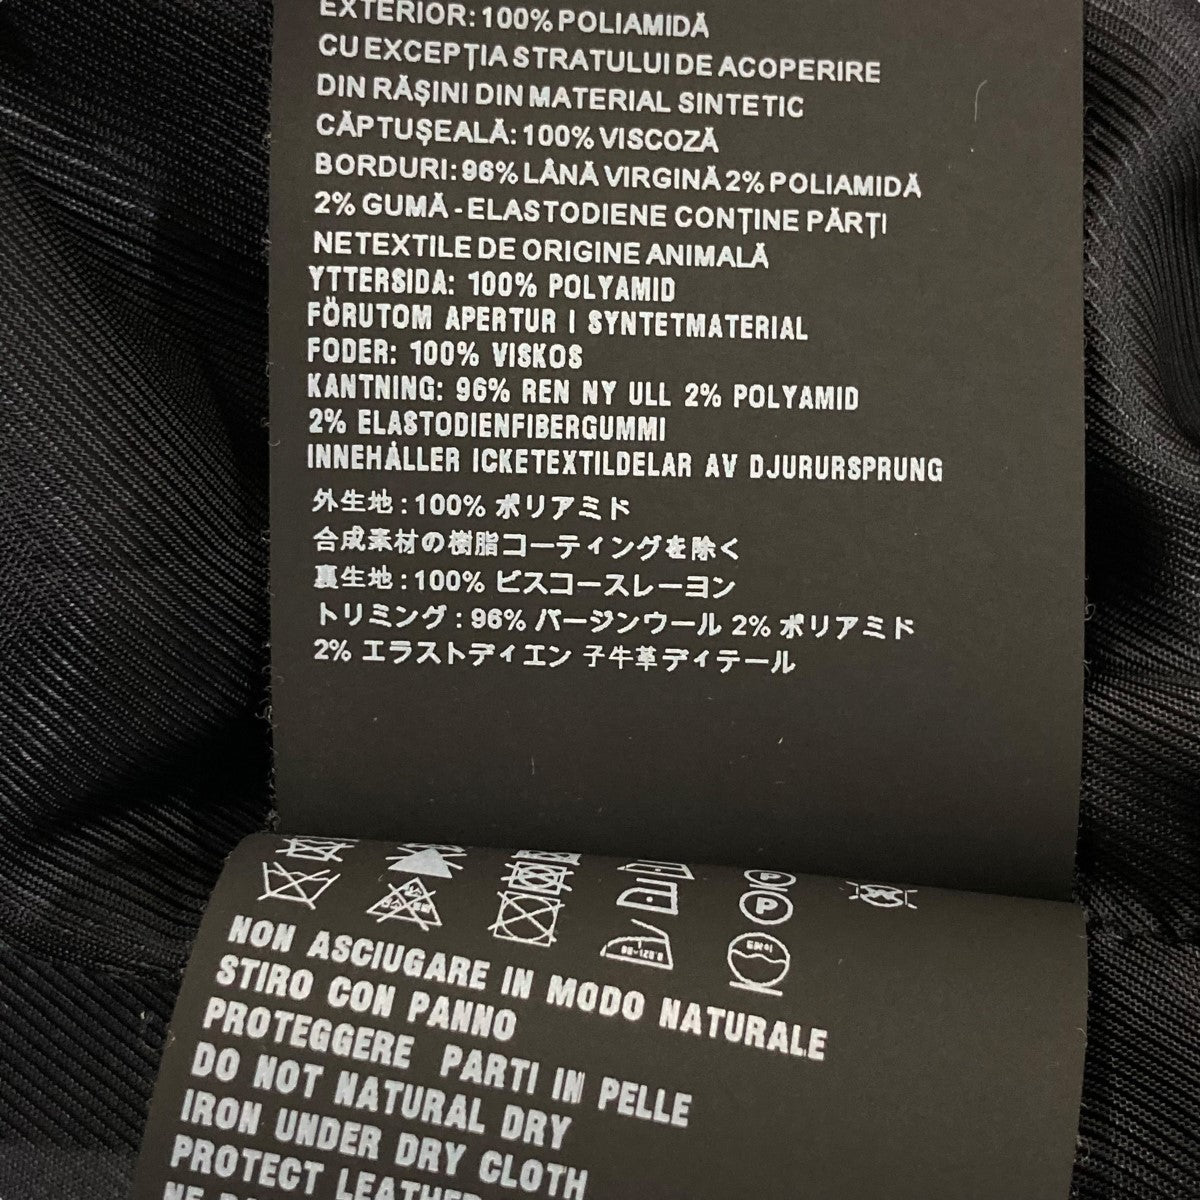 EXTERIOR: 100% POLIAMIDĂ
CU EXCEPŢIA STRATULUI DE ACOPERIRE
DIN RĂŞINI DIN MATERIAL SINTETIC
CĂPTUŞEALĂ: 100% VISCOZĂ
BORDURI: 96% LÂNĂ VIRGINĂ 2% POLIAMIDĂ
2% GUMĂ - ELASTODIENE CONŢINE PĂRŢI
NETEXTILE DE ORIGINE ANIMALĂ
YTTERSIDA: 100% POLYAMID
FÖRUTOM APERTUR I SYNTETMATERIAL
FODER: 100% VISKOS
KANTNING: 96% REN NY ULL 2% POLYAMID
2% ELASTODIENFIBERGUMMI
INNEHÅLLER ICKETEXTILDELAR AV DJURURSPRUNG
外生地 : 100% ポリアミド
合成素材の樹脂コーティングを除く
裏生地 : 100% ビスコースレーヨン
トリミング : 96% バージンウール 2% ポリアミド
2% エラストディエン 子牛革ディテール
P
P
NON ASCIUGARE IN MODO NATURALE
STIRO CON PANNO
PROTEGGERE PARTI IN PELLE
DO NOT NATURAL DRY
IRON UNDER DRY CLOTH
PROTECT LEATHER